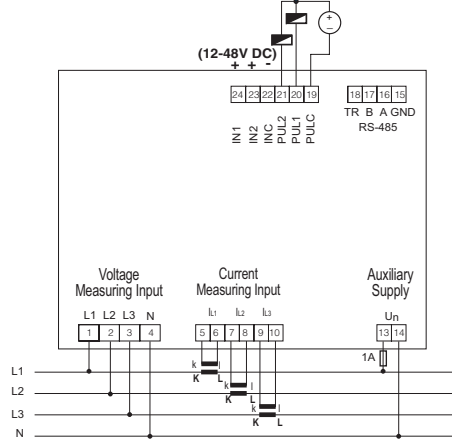 +
–
(12-48V DC)
+ + -
24 23 22 21 20 19
18 17 16 15
IN1
IN2
INC
PUL2
PUL1
PULC
TR B A GND
RS-485
Voltage
Measuring Input
Current
Measuring Input
Auxiliary
Supply
L1 L2 L3 N
IL1 IL2 IL3
Un
1 2 3 4
5 6 7 8 9 10
13 14
1A
L1
k l
K L
L2
k l
K L
L3
k l
K L
N